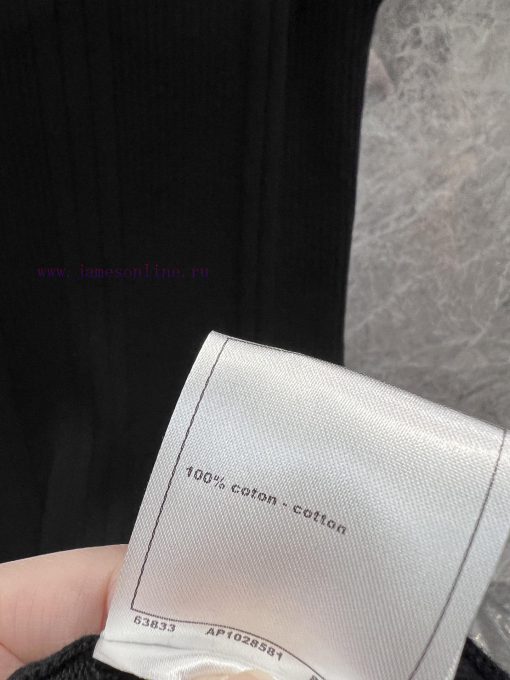 www.jamesonline.ru
100% coton - cotton
63833 AP1028581